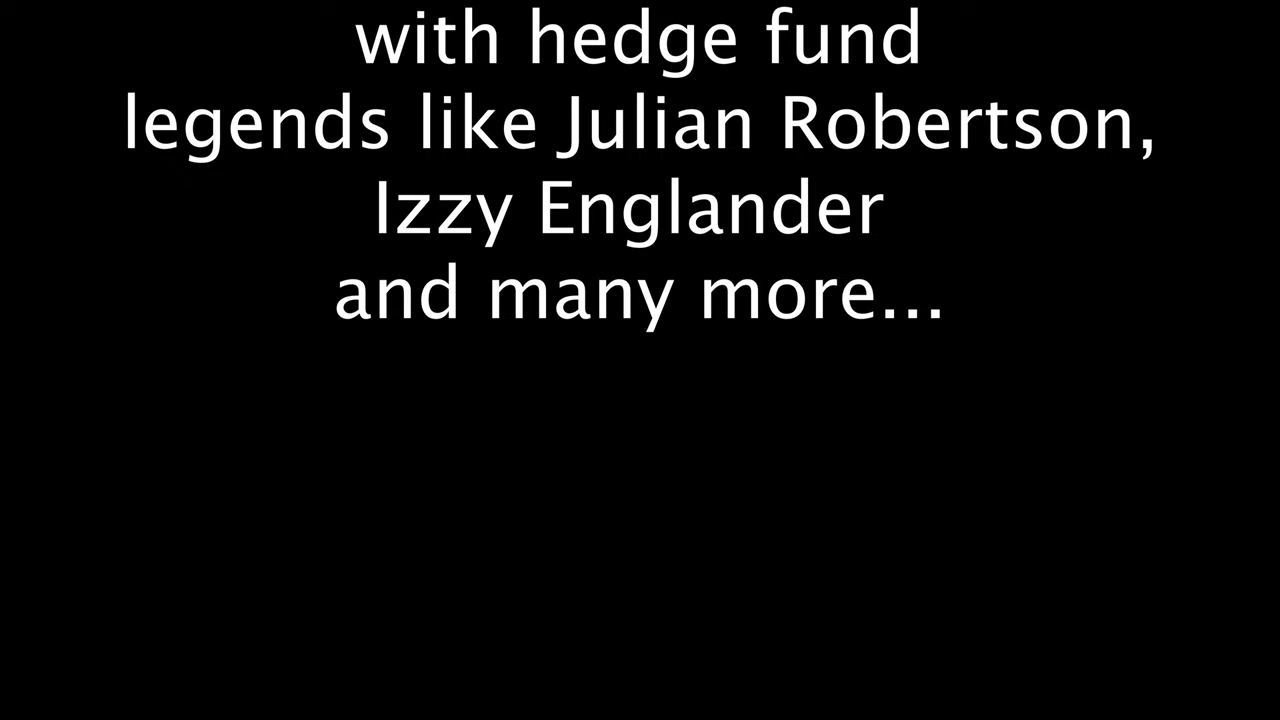 with hedge fund
legends like Julian Robertson,
Izzy Englander
and many more...